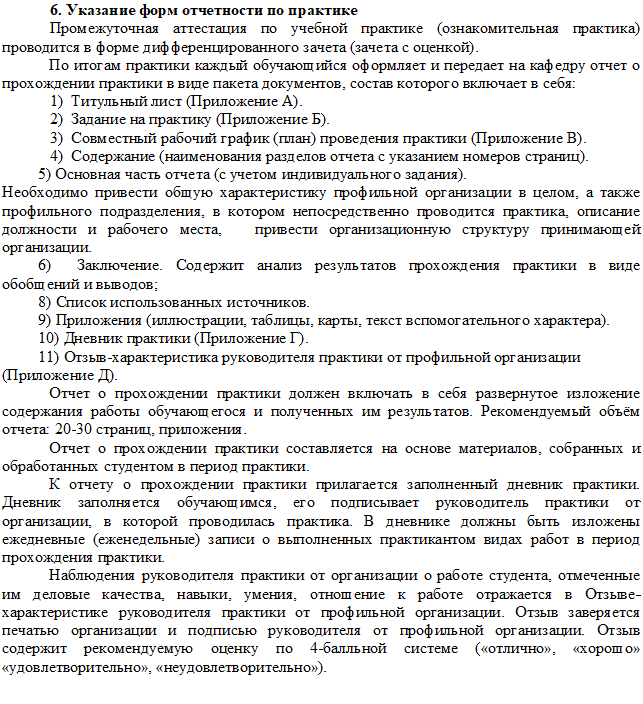 6. Указание форм отчетности по практике
Промежуточная аттестация по учебной практике (ознакомительная практика)
проводится в форме дифференцированного зачета (зачета с оценкой).
По итогам практики каждый обучающийся оформляет и передает на кафедру отчет о
прохождении практики в виде пакета документов, состав которого включает в себя:
1) Титульный лист (Приложение А).
2) Задание на практику (Приложение Б).
3) Совместный рабочий график (план) проведения практики (Приложение В).
4) Содержание (наименования разделов отчета с указанием номеров страниц).
5) Основная часть отчета (с учетом индивидуального задания).
Необходимо привести общую характеристику профильной организации в целом, а также
профильного подразделения, в котором непосредственно проводится практика, описание
должности и рабочего места, привести организационную структуру принимающей
организации.
6) Заключение. Содержит анализ результатов прохождения практики в виде
обобщений и выводов;
8) Список использованных источников.
9) Приложения (иллюстрации, таблицы, карты, текст вспомогательного характера).
10) Дневник практики (Приложение Г).
11) Отзыв-характеристика руководителя практики от профильной организации
(Приложение Д).
Отчет о прохождении практики должен включать в себя развернутое изложение
содержания работы обучающегося и полученных им результатов. Рекомендуемый объём
отчета: 20-30 страниц, приложения.
Отчет о прохождении практики составляется на основе материалов, собранных и
обработанных студентом в период практики.
К отчету о прохождении практики прилагается заполненный дневник практики.
Дневник заполняется обучающимся, его подписывает руководитель практики от
организации, в которой проводилась практика. В дневнике должны быть изложены
ежедневные (еженедельные) записи о выполненных практикантом видах работ в период
прохождения практики.
Наблюдения руководителя практики от организации о работе студента, отмеченные
им деловые качества, навыки, умения, отношение к работе отражается в Отзыве-
характеристике руководителя практики от профильной организации. Отзыв заверяется
печатью организации и подписью руководителя от профильной организации. Отзыв
содержит рекомендуемую оценку по 4-балльной системе («отлично», «хорошо»
«удовлетворительно», «неудовлетворительно»).